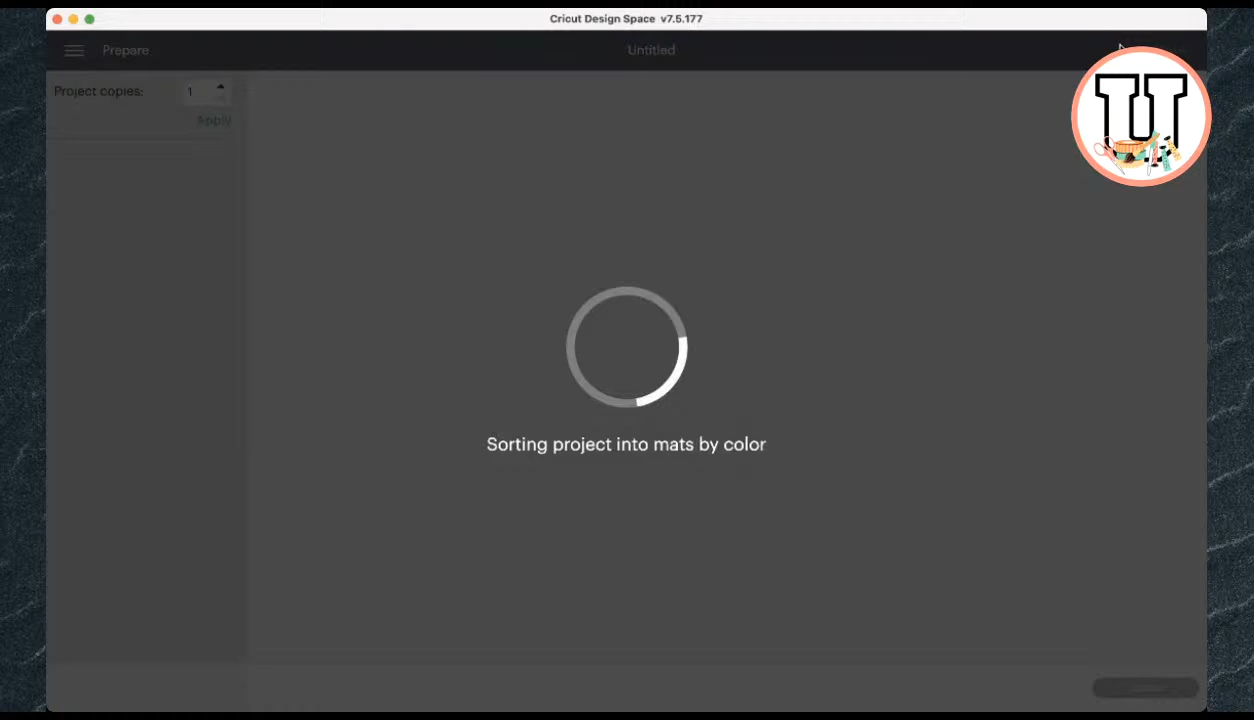 Cricut Design Space v7.5.177
Prepare
Untitled
Project copies: 1
Apply
Sorting project into mats by color
U